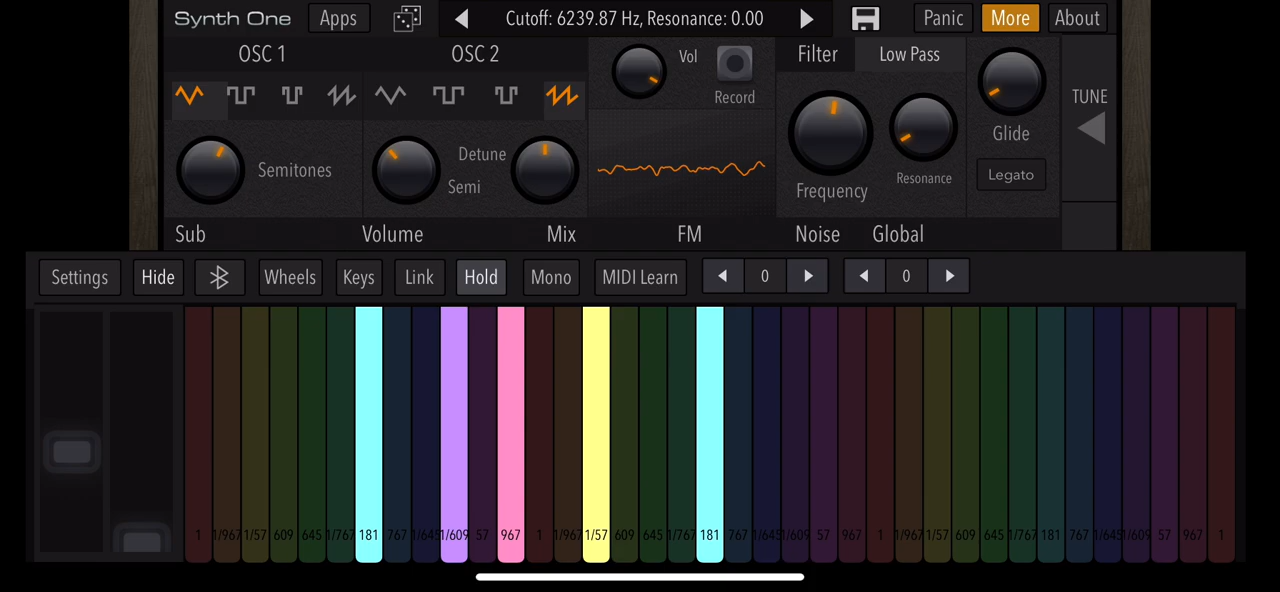 Synth One Apps Cutoff: 6239.87 Hz, Resonance: 0.00 Panic More About
OSC 1 OSC 2 Vol Filter Low Pass
Record TUNE
Glide
Semitones Detune
Semi
Frequency Resonance Legato
Sub Volume Mix FM Noise Global
Settings Hide Wheels Keys Link Hold Mono MIDI Learn 0 0
1 1/967 1/57 609 645 1/767 181 767 1/645 1/609 57 967 1 1/967 1/57 609 645 1/767 181 767 1/645 1/609 57 967 1 1/967 1/57 609 645 1/767 181 767 1/645 1/609 57 967 1